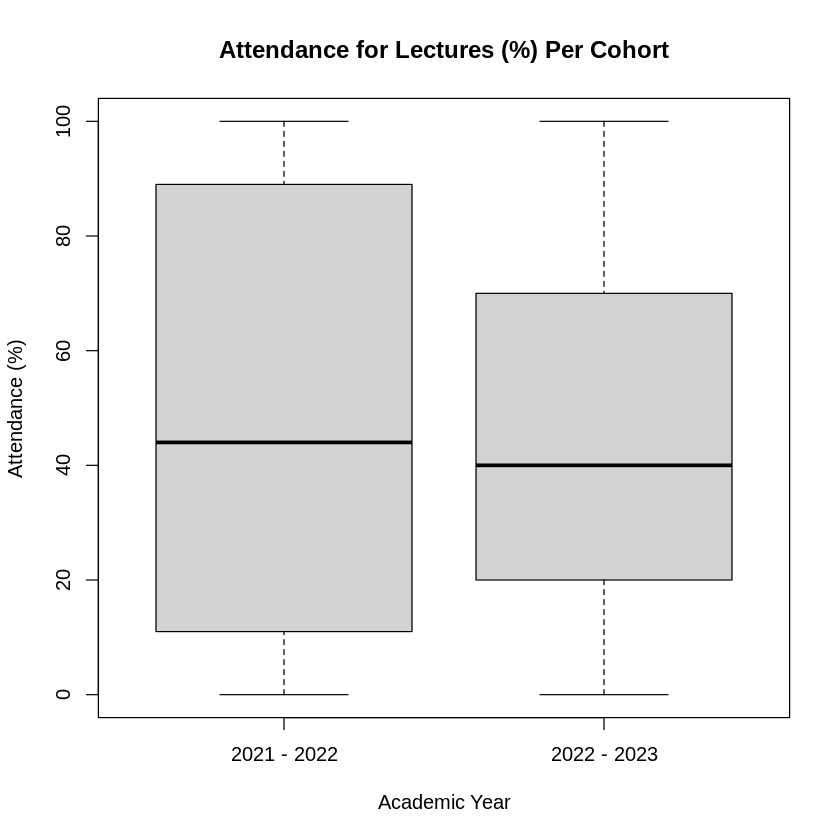 Attendance for Lectures (%) Per Cohort
Attendance (%)
100
80
60
40
20
0
2021 - 2022
2022 - 2023
Academic Year